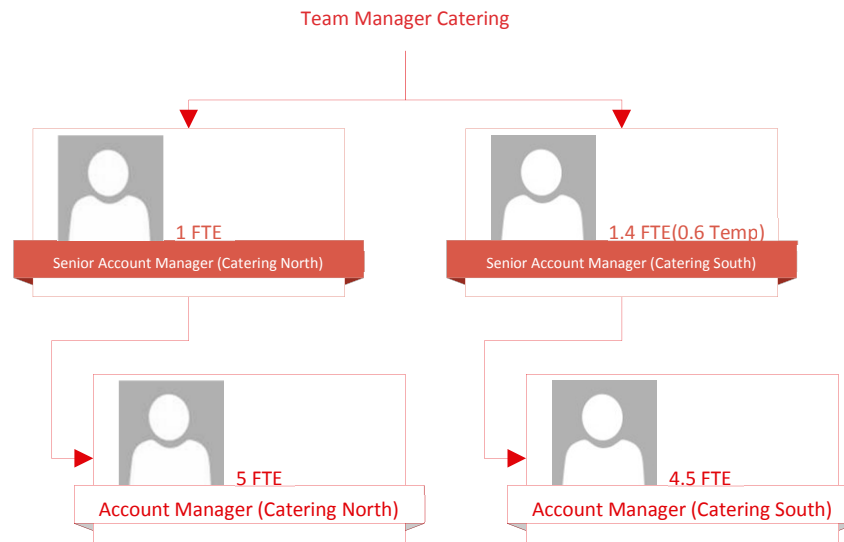 Team Manager Catering
1 FTE
Senior Account Manager (Catering North)
1.4 FTE(0.6 Temp)
Senior Account Manager (Catering South)
5 FTE
Account Manager (Catering North)
4.5 FTE
Account Manager (Catering South)